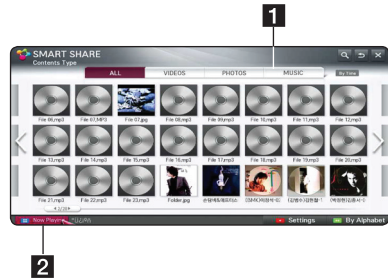 1
SMART SHARE
Contents Type
ALL VIDEOS PHOTOS MUSIC By Time
File 06.mp3 File 07.MP3 File 07.jpg File 08.mp3 File 09.mp3 File 10.mp3 File 11.mp3 File 12.mp3
File 13.mp3 File 14.mp3 File 15.mp3 File 16.mp3 File 17.mp3 File 18.mp3 File 19.mp3 File 20.mp3
File 21.mp3 File 22.mp3 File 23.mp3 Folder.jpg
2/28
Now Playing Settings By Alphabet
2